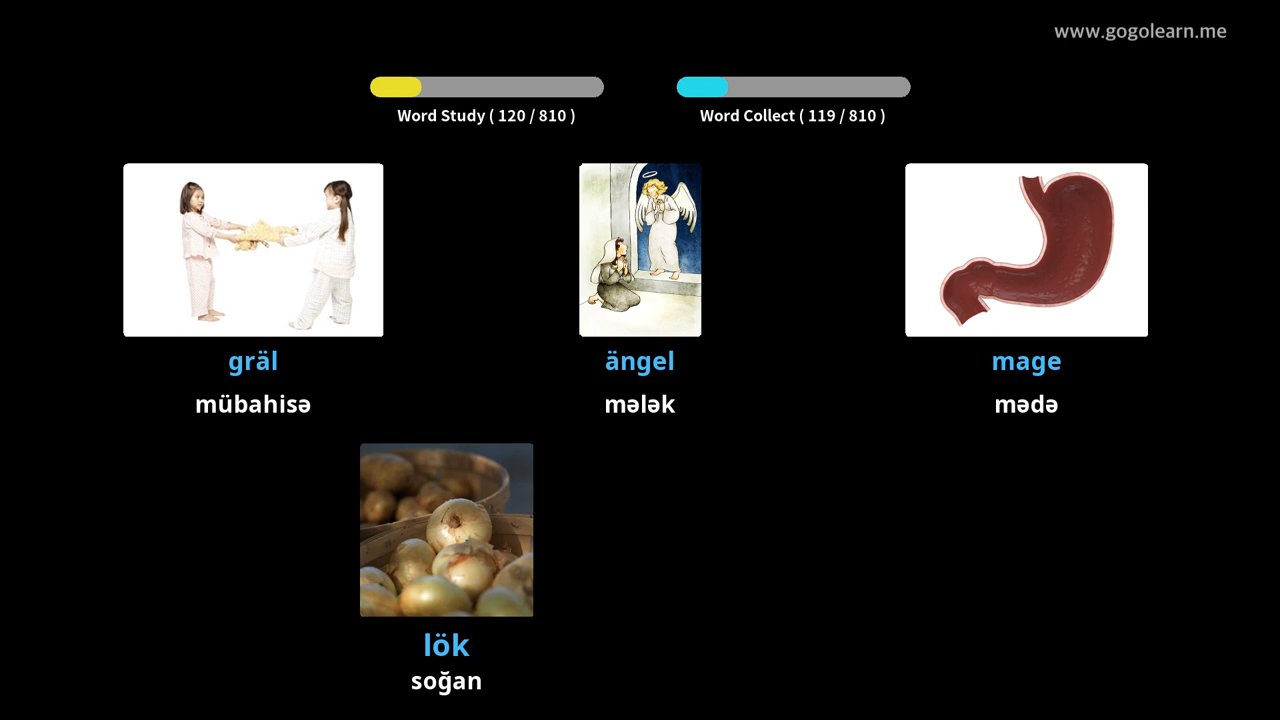 www.gogolearn.me
Word Study ( 120 / 810 )
Word Collect ( 119 / 810 )
gräl
ängel
mage
mübahisə
mələk
mədə
lök
soğan